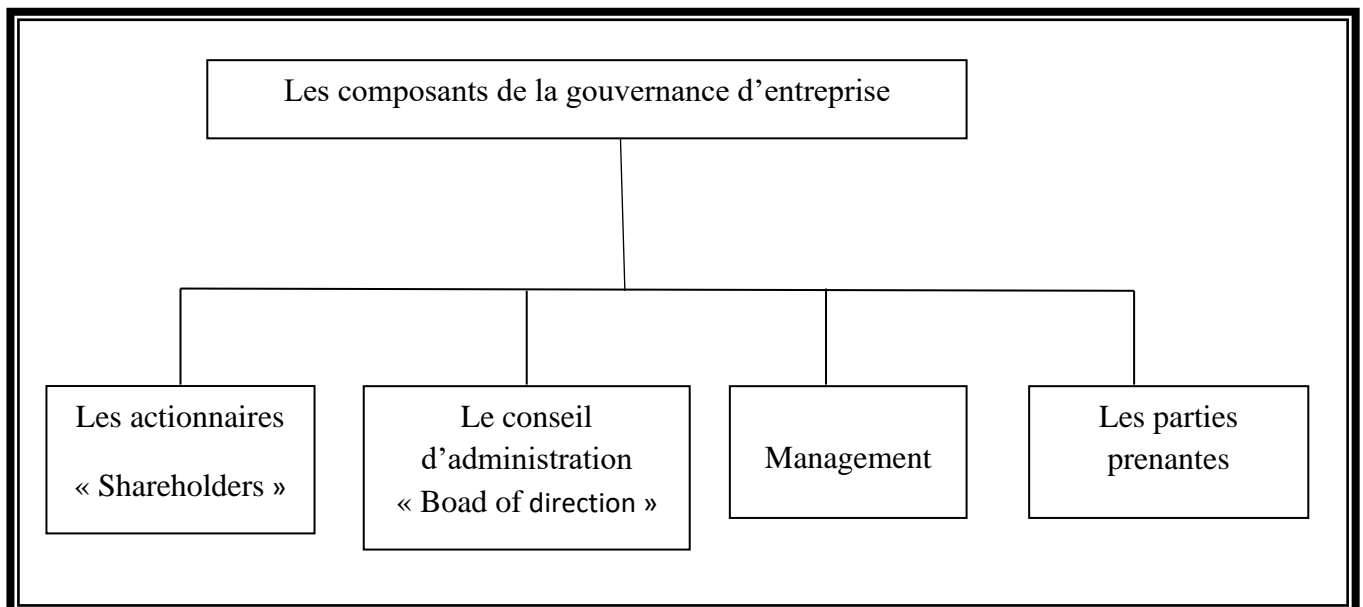 Les composants de la gouvernance d’entreprise
Les actionnaires
« Shareholders »
Le conseil
d’administration
« Boad of direction »
Management
Les parties
prenantes